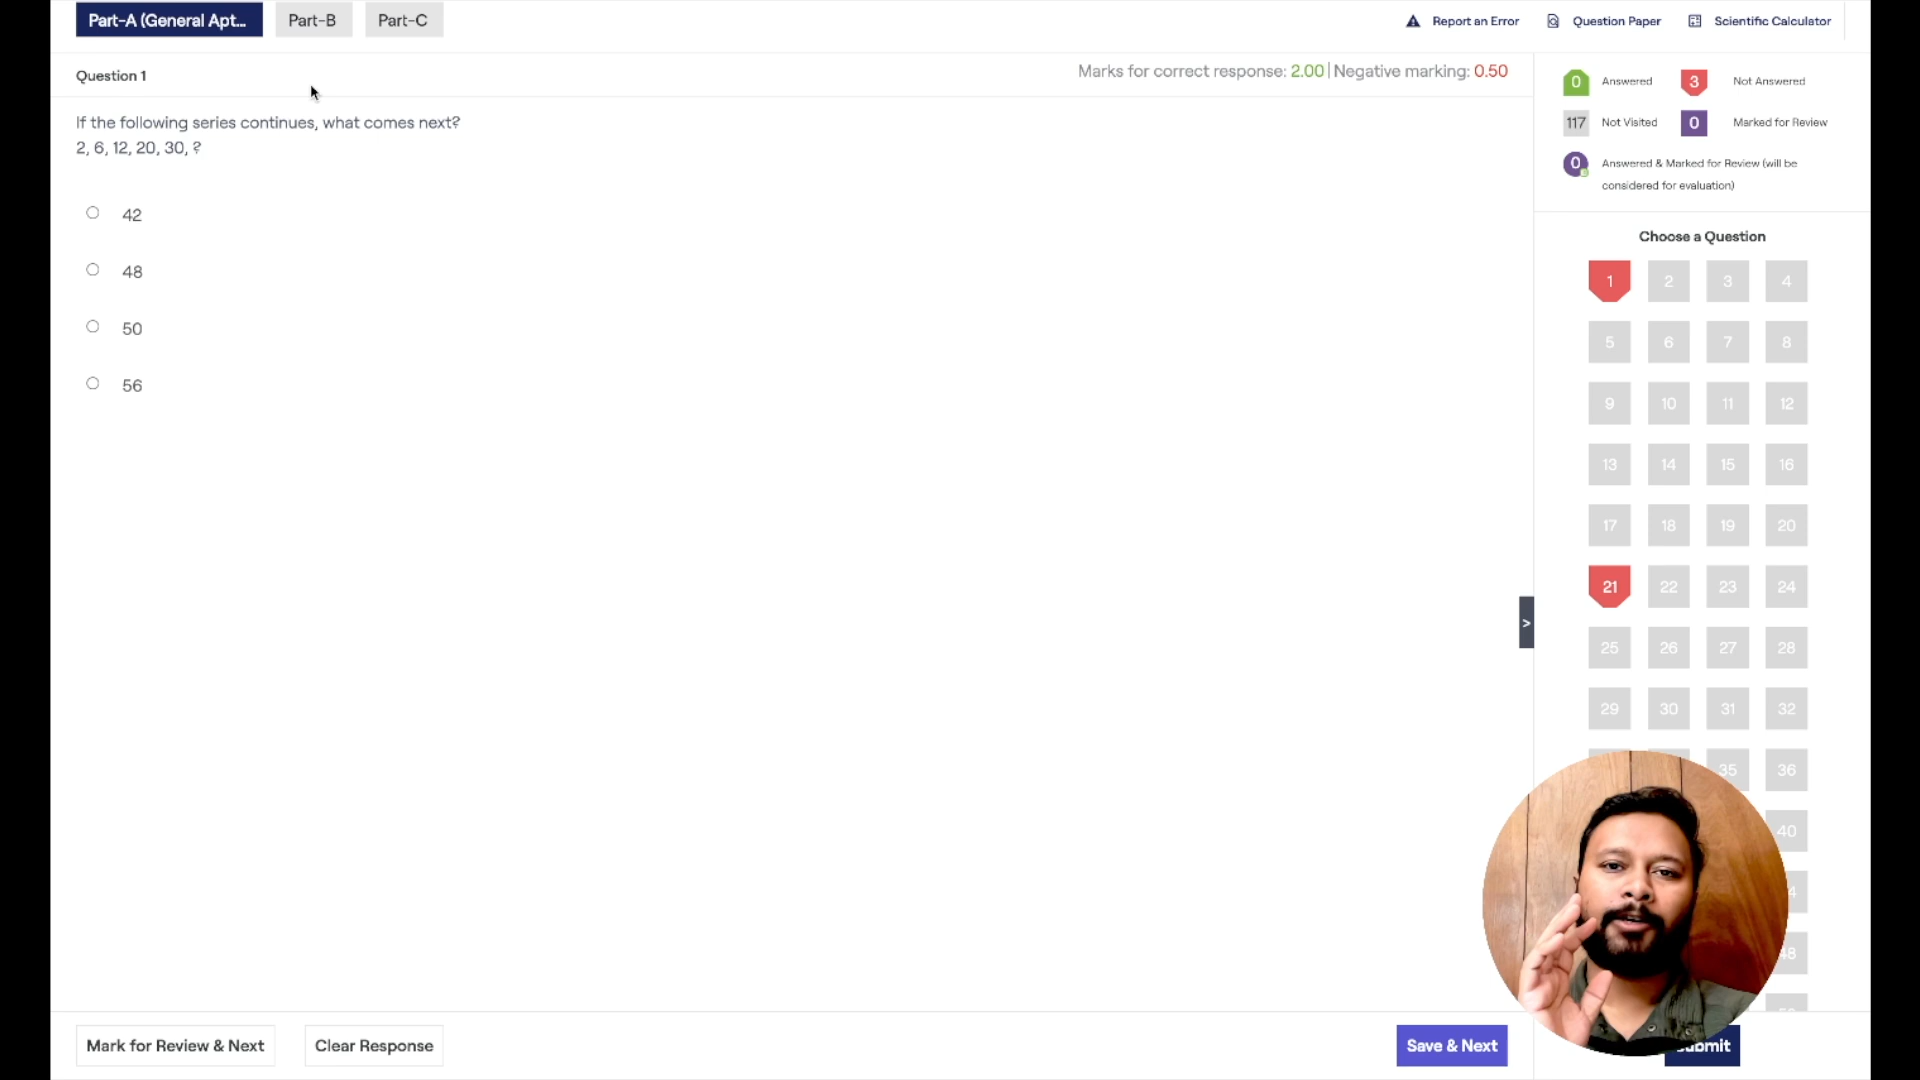 Part-A (General Apt...
Part-B
Part-C
Report an Error
Question Paper
Scientific Calculator
Question 1
Marks for correct response: 2.00 | Negative marking: 0.50
If the following series continues, what comes next?
2, 6, 12, 20, 30, ?
42
48
50
56
0 Answered
3 Not Answered
117 Not Visited
0 Marked for Review
0 Answered & Marked for Review (will be
considered for evaluation)
Choose a Question
1 2 3 4
5 6 7 8
9 10 11 12
13 14 15 16
17 18 19 20
21 22 23 24
25 26 27 28
29 30 31 32
35 36
40
>
Mark for Review & Next
Clear Response
Save & Next